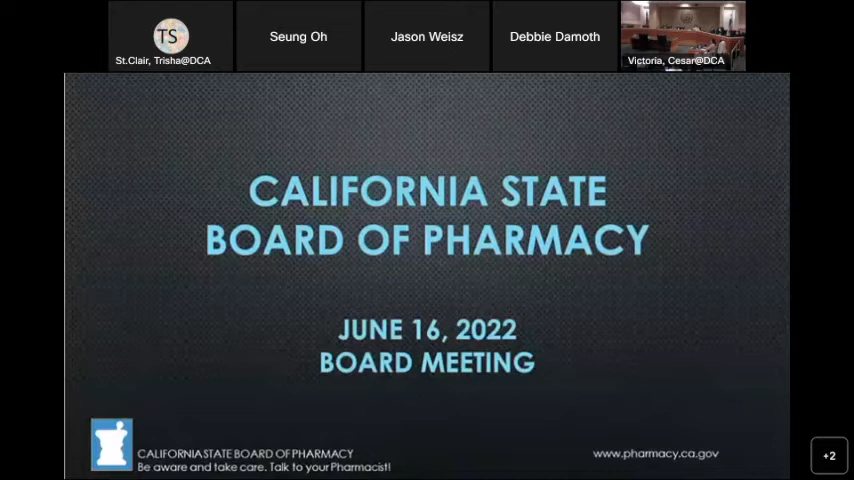 TS
St.Clair, Trisha@DCA
Seung Oh
Jason Weisz
Debbie Damoth
Victoria, Cesar@DCA
CALIFORNIA STATE
BOARD OF PHARMACY
JUNE 16, 2022
BOARD MEETING
CALIFORNIA STATE BOARD OF PHARMACY
Be aware and take care. Talk to your Pharmacist!
www.pharmacy.ca.gov
+2